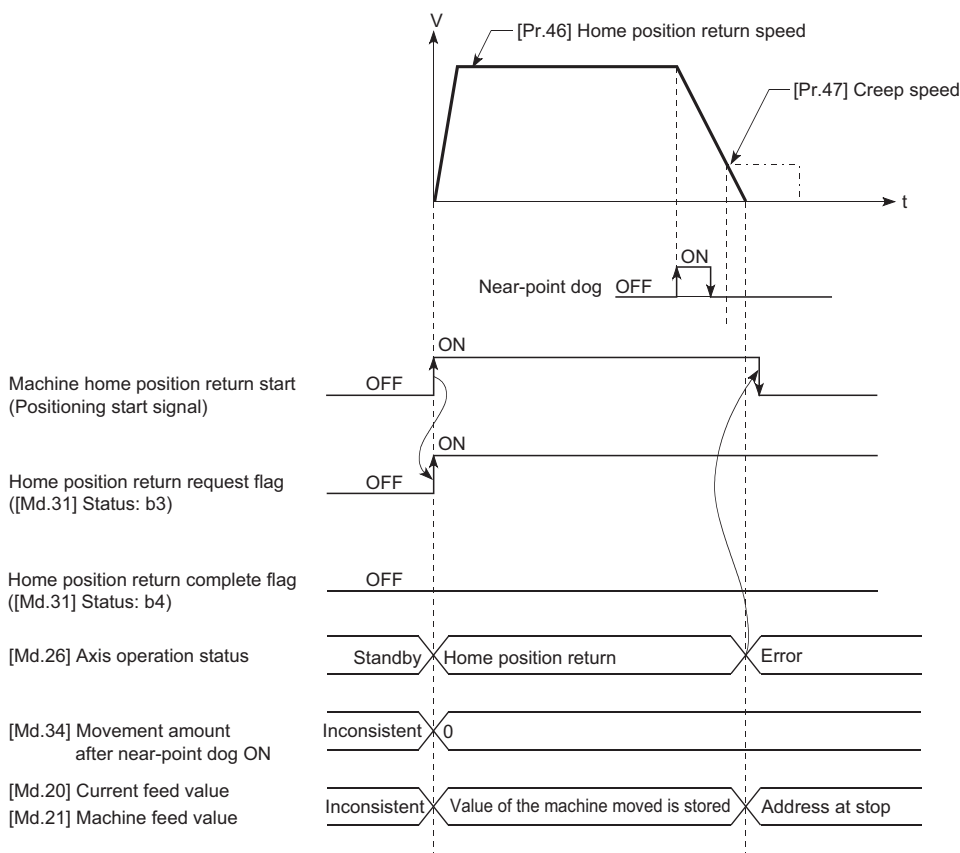 V
[Pr.46] Home position return speed
[Pr.47] Creep speed
t
ON
Near-point dog OFF
ON
Machine home position return start
(Positioning start signal)
OFF
ON
Home position return request flag
([Md.31] Status: b3)
OFF
Home position return complete flag
([Md.31] Status: b4)
OFF
[Md.26] Axis operation status
Standby
Home position return
Error
[Md.34] Movement amount
after near-point dog ON
Inconsistent
0
[Md.20] Current feed value
[Md.21] Machine feed value
Inconsistent
Value of the machine moved is stored
Address at stop